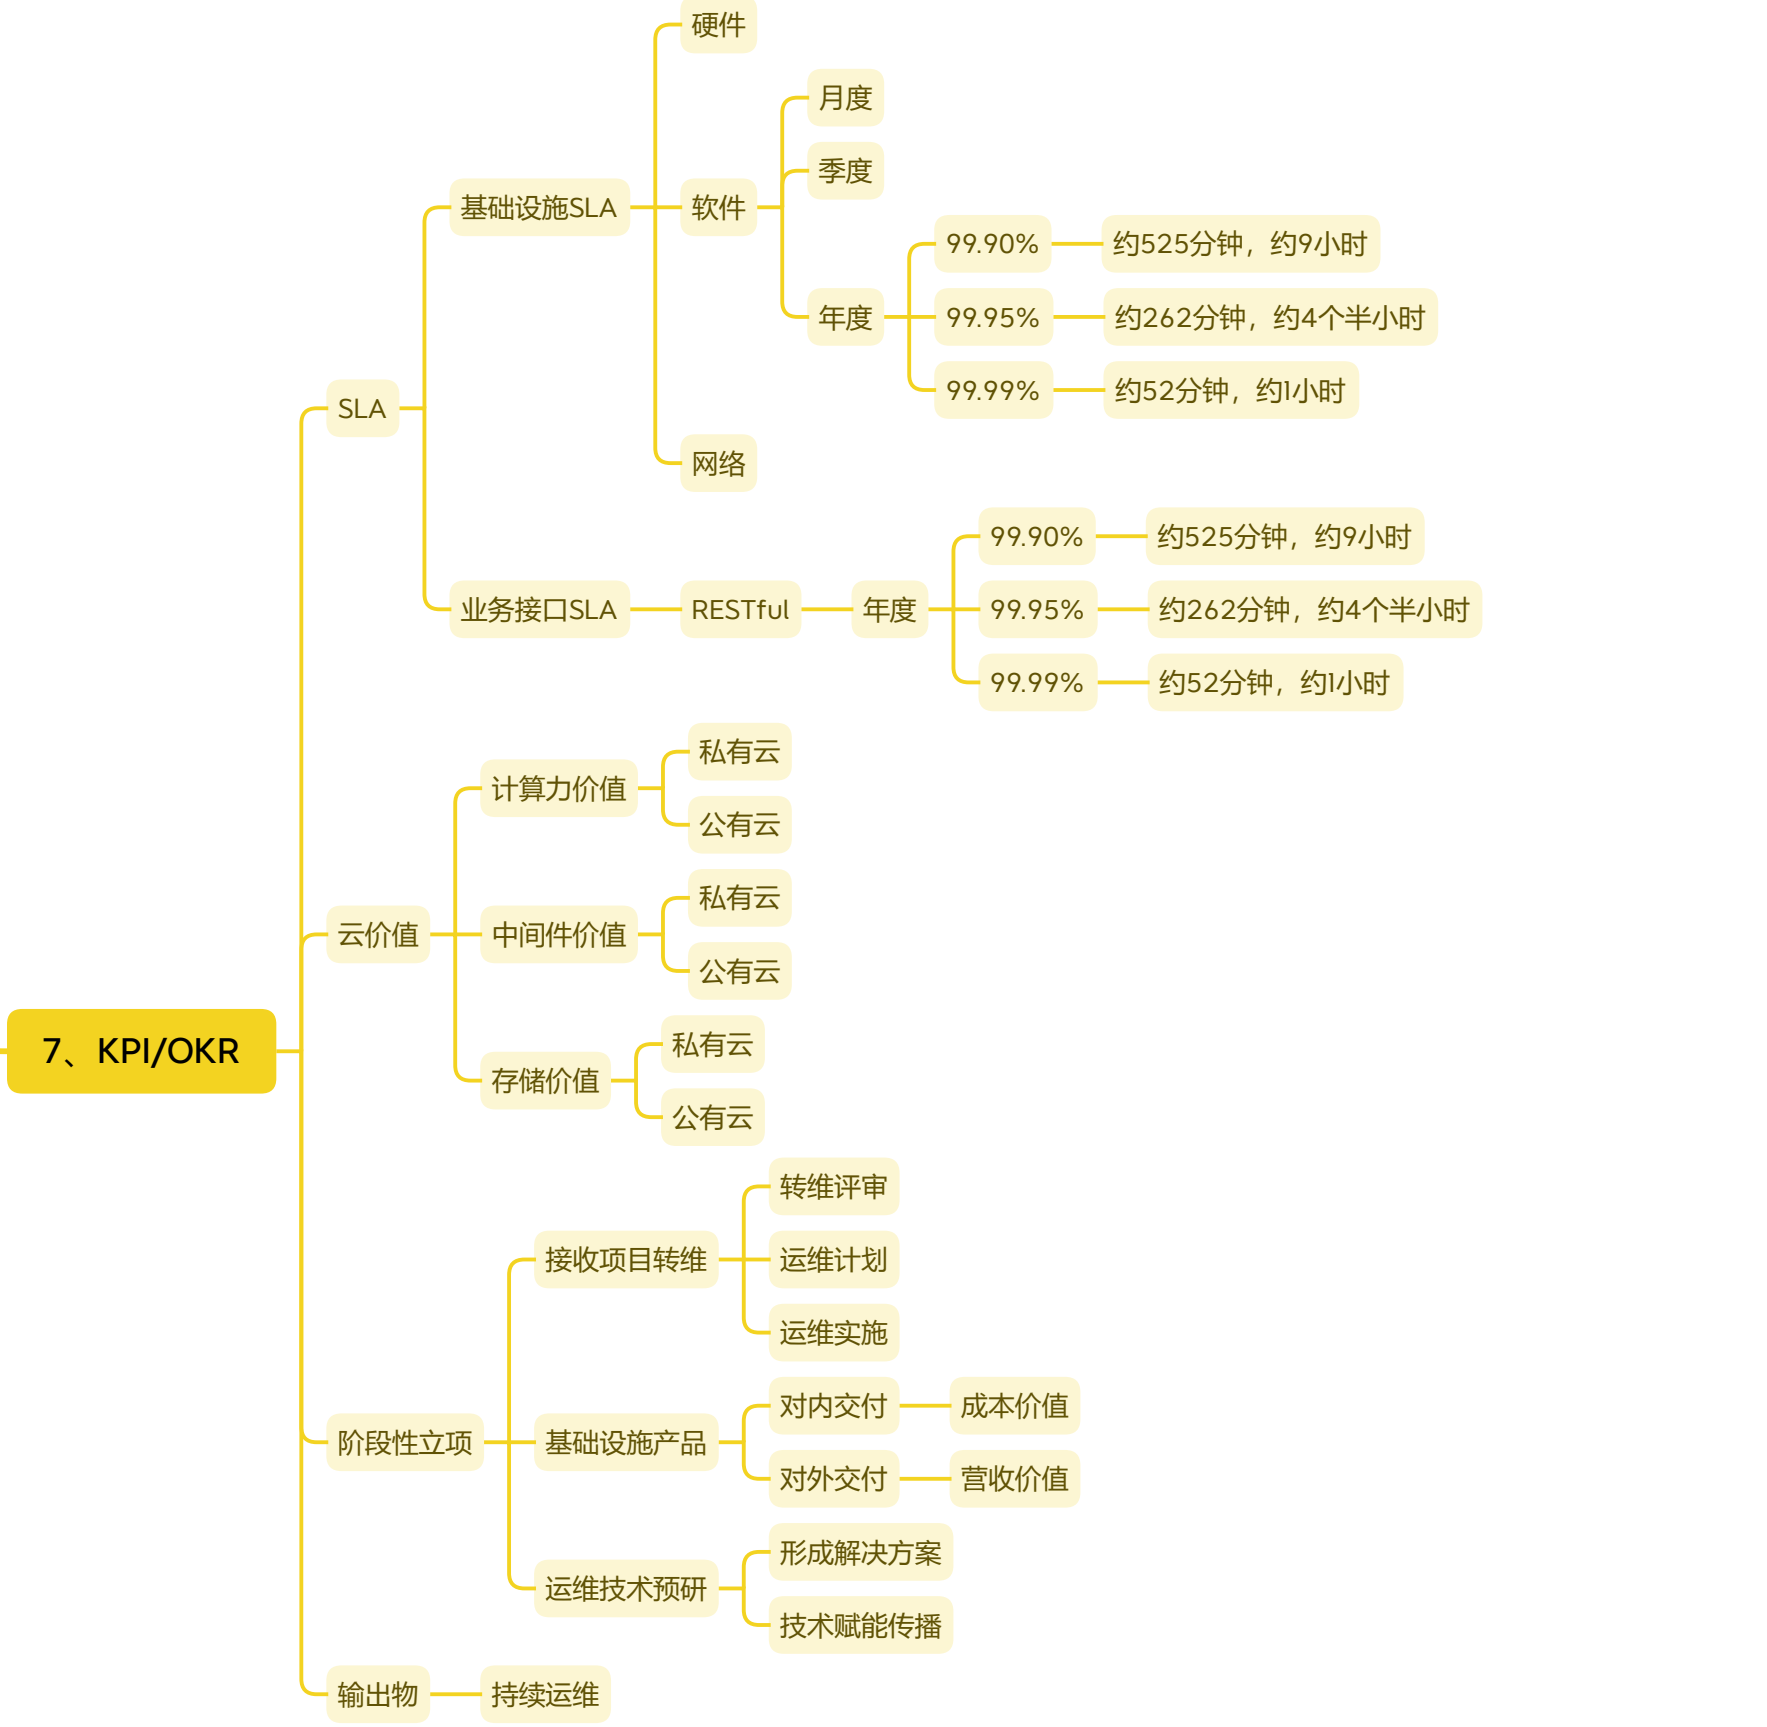 7、KPI/OKR
SLA
基础设施SLA
硬件
软件
月度
季度
年度
99.90%
约525分钟，约9小时
99.95%
约262分钟，约4个半小时
99.99%
约52分钟，约1小时
网络
业务接口SLA
RESTful
年度
99.90%
约525分钟，约9小时
99.95%
约262分钟，约4个半小时
99.99%
约52分钟，约1小时
云价值
计算力价值
私有云
公有云
中间件价值
私有云
公有云
存储价值
私有云
公有云
阶段性立项
接收项目转维
转维评审
运维计划
运维实施
基础设施产品
对内交付
成本价值
对外交付
营收价值
运维技术预研
形成解决方案
技术赋能传播
输出物
持续运维